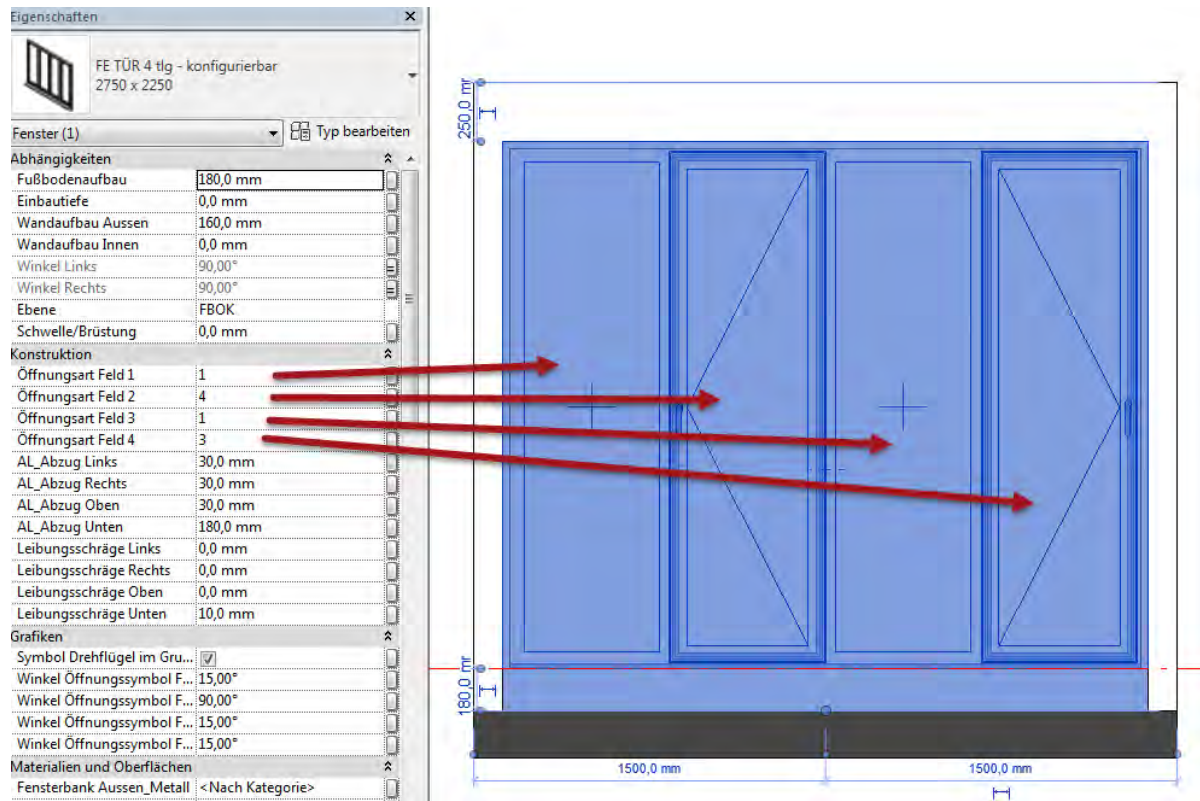 Eigenschaften
FE TÜR 4 tlg - konfigurierbar
2750 x 2250
Fenster (1)
Typ bearbeiten
Abhängigkeiten
Fußbodenaufbau 180,0 mm
Einbautiefe 0,0 mm
Wandaufbau Aussen 160,0 mm
Wandaufbau Innen 0,0 mm
Winkel Links 90,00°
Winkel Rechts 90,00°
Ebene FBOK
Schwelle/Brüstung 0,0 mm
Konstruktion
Öffnungsart Feld 1 1
Öffnungsart Feld 2 4
Öffnungsart Feld 3 1
Öffnungsart Feld 4 3
AL_Abzug Links 30,0 mm
AL_Abzug Rechts 30,0 mm
AL_Abzug Oben 30,0 mm
AL_Abzug Unten 180,0 mm
Leibungsschräge Links 0,0 mm
Leibungsschräge Rechts 0,0 mm
Leibungsschräge Oben 0,0 mm
Leibungsschräge Unten 10,0 mm
Grafiken
Symbol Drehflügel im Gru...
Winkel Öffnungssymbol F... 15,00°
Winkel Öffnungssymbol F... 90,00°
Winkel Öffnungssymbol F... 15,00°
Winkel Öffnungssymbol F... 15,00°
Materialien und Oberflächen
Fensterbank Aussen_Metall <Nach Kategorie>
250,0 mr
180,0 m
1500,0 mm
1500,0 mm